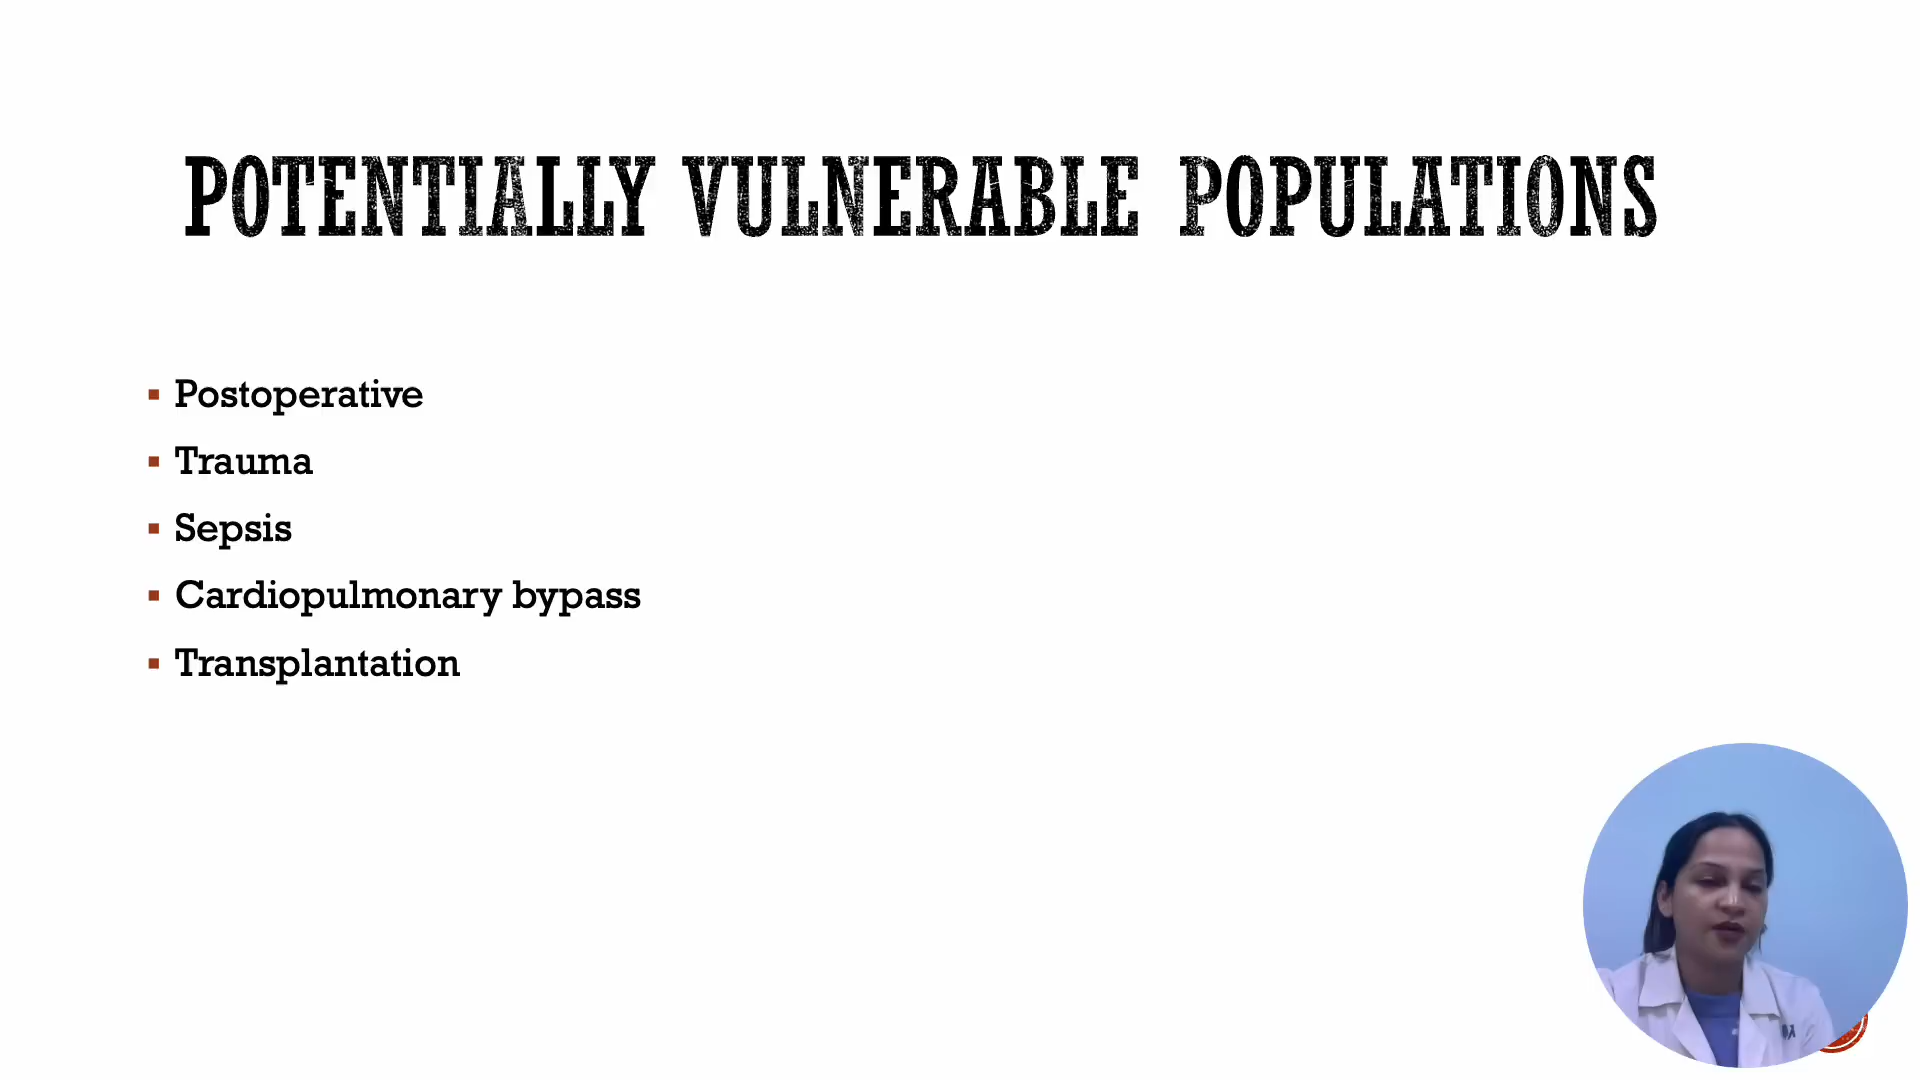 POTENTIALLY VULNERABLE POPULATIONS
Postoperative
Trauma
Sepsis
Cardiopulmonary bypass
Transplantation